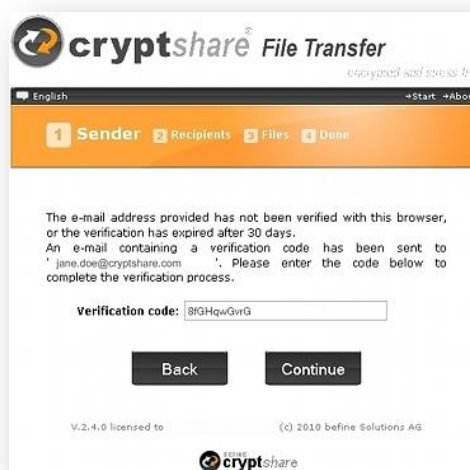 cryptshare® File Transfer
English →Start →Abou
1 Sender 2 Recipients 3 Files 4 Done
The e-mail address provided has not been verified with this browser,
or the verification has expired after 30 days.
An e-mail containing a verification code has been sent to
' jane.doe@cryptshare.com '. Please enter the code below to
complete the verification process.
Verification code: 8fGHqwGvrG
Back Continue
V.2.4.0 licensed to (c) 2010 befine Solutions AG
BEFINE
cryptshare